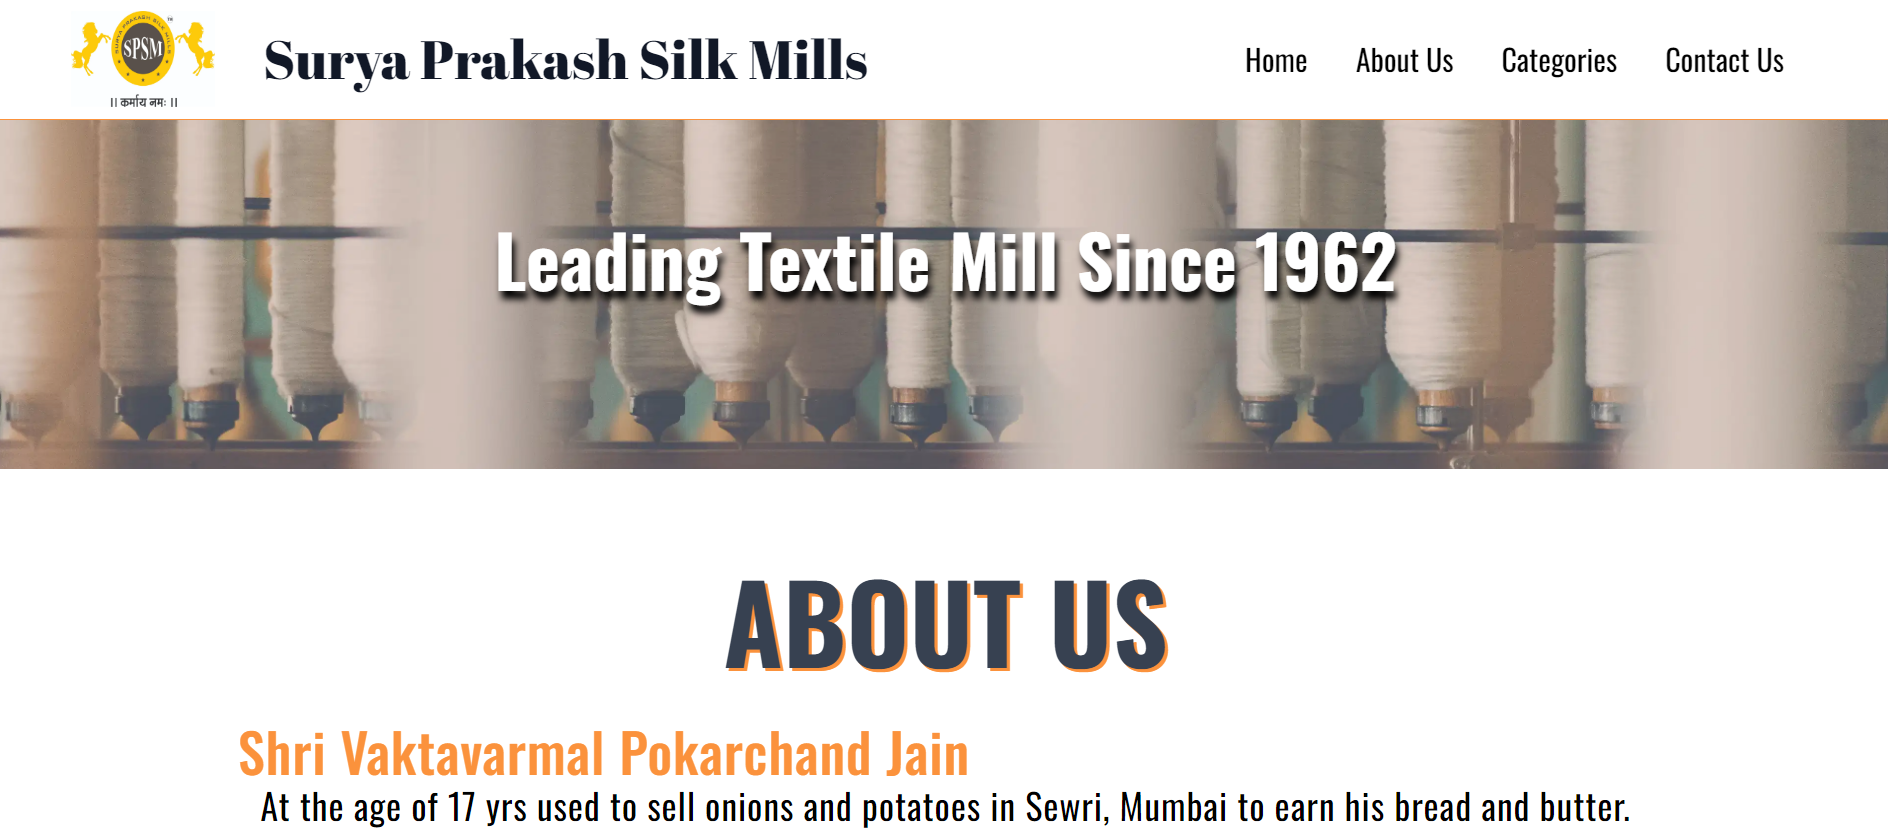 SURYA PRAKASH SILK MILLS
TM
SPSM
|| कर्माय नमः ||
Surya Prakash Silk Mills
Home About Us Categories Contact Us
Leading Textile Mill Since 1962
ABOUT US
Shri Vaktavarmal Pokarchand Jain
At the age of 17 yrs used to sell onions and potatoes in Sewri, Mumbai to earn his bread and butter.